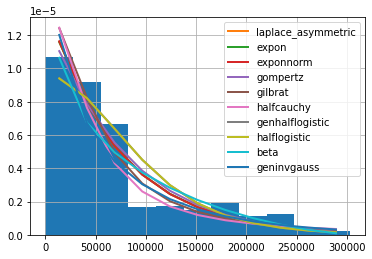 1e−5
1.2
1.0
0.8
0.6
0.4
0.2
0.0
0 50000 100000 150000 200000 250000 300000
laplace_asymmetric
expon
exponnorm
gompertz
gilbrat
halfcauchy
genhalflogistic
halflogistic
beta
geninvgauss